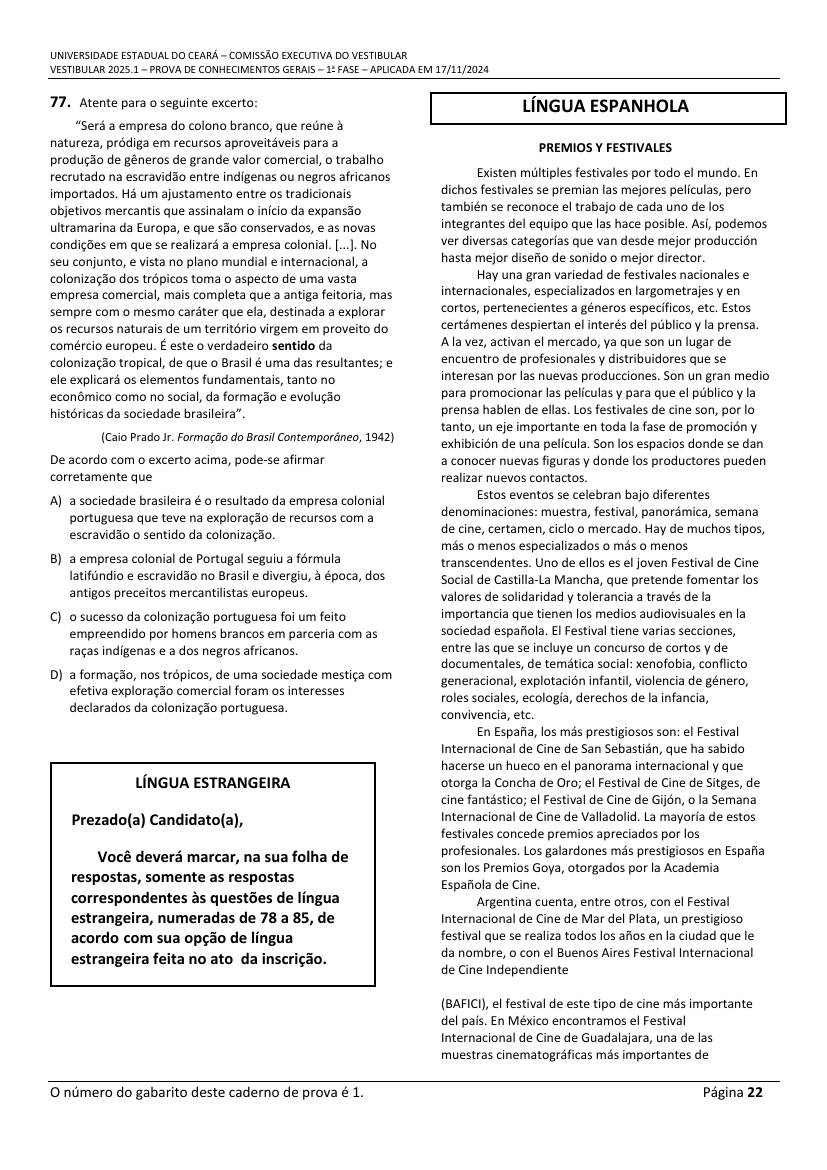 UNIVERSIDADE ESTADUAL DO CEARÁ – COMISSÃO EXECUTIVA DO VESTIBULAR
VESTIBULAR 2025.1 – PROVA DE CONHECIMENTOS GERAIS – 1ª FASE – APLICADA EM 17/11/2024
77. Atente para o seguinte excerto:
“Será a empresa do colono branco, que reúne à
natureza, pródiga em recursos aproveitáveis para a
produção de gêneros de grande valor comercial, o trabalho
recrutado na escravidão entre indígenas ou negros africanos
importados. Há um ajustamento entre os tradicionais
objetivos mercantis que assinalam o início da expansão
ultramarina da Europa, e que são conservados, e as novas
condições em que se realizará a empresa colonial. [...]. No
seu conjunto, e vista no plano mundial e internacional, a
colonização dos trópicos toma o aspecto de uma vasta
empresa comercial, mais completa que a antiga feitoria, mas
sempre com o mesmo caráter que ela, destinada a explorar
os recursos naturais de um território virgem em proveito do
comércio europeu. É este o verdadeiro sentido da
colonização tropical, de que o Brasil é uma das resultantes; e
ele explicará os elementos fundamentais, tanto no
econômico como no social, da formação e evolução
históricas da sociedade brasileira”.
(Caio Prado Jr. Formação do Brasil Contemporâneo, 1942)
De acordo com o excerto acima, pode-se afirmar
corretamente que
A) a sociedade brasileira é o resultado da empresa colonial
portuguesa que teve na exploração de recursos com a
escravidão o sentido da colonização.
B) a empresa colonial de Portugal seguiu a fórmula
latifúndio e escravidão no Brasil e divergiu, à época, dos
antigos preceitos mercantilistas europeus.
C) o sucesso da colonização portuguesa foi um feito
empreendido por homens brancos em parceria com as
raças indígenas e a dos negros africanos.
D) a formação, nos trópicos, de uma sociedade mestiça com
efetiva exploração comercial foram os interesses
declarados da colonização portuguesa.
LÍNGUA ESTRANGEIRA
Prezado(a) Candidato(a),
Você deverá marcar, na sua folha de
respostas, somente as respostas
correspondentes às questões de língua
estrangeira, numeradas de 78 a 85, de
acordo com sua opção de língua
estrangeira feita no ato da inscrição.
LÍNGUA ESPANHOLA
PREMIOS Y FESTIVALES
Existen múltiples festivales por todo el mundo. En
dichos festivales se premian las mejores películas, pero
también se reconoce el trabajo de cada uno de los
integrantes del equipo que las hace posible. Así, podemos
ver diversas categorías que van desde mejor producción
hasta mejor diseño de sonido o mejor director.
Hay una gran variedad de festivales nacionales e
internacionales, especializados en largometrajes y en
cortos, pertenecientes a géneros específicos, etc. Estos
certámenes despiertan el interés del público y la prensa.
A la vez, activan el mercado, ya que son un lugar de
encuentro de profesionales y distribuidores que se
interesan por las nuevas producciones. Son un gran medio
para promocionar las películas y para que el público y la
prensa hablen de ellas. Los festivales de cine son, por lo
tanto, un eje importante en toda la fase de promoción y
exhibición de una película. Son los espacios donde se dan
a conocer nuevas figuras y donde los productores pueden
realizar nuevos contactos.
Estos eventos se celebran bajo diferentes
denominaciones: muestra, festival, panorámica, semana
de cine, certamen, ciclo o mercado. Hay de muchos tipos,
más o menos especializados o más o menos
transcendentes. Uno de ellos es el joven Festival de Cine
Social de Castilla-La Mancha, que pretende fomentar los
valores de solidaridad y tolerancia a través de la
importancia que tienen los medios audiovisuales en la
sociedad española. El Festival tiene varias secciones,
entre las que se incluye un concurso de cortos y de
documentales, de temática social: xenofobia, conflicto
generacional, explotación infantil, violencia de género,
roles sociales, ecología, derechos de la infancia,
convivencia, etc.
En España, los más prestigiosos son: el Festival
Internacional de Cine de San Sebastián, que ha sabido
hacerse un hueco en el panorama internacional y que
otorga la Concha de Oro; el Festival de Cine de Sitges, de
cine fantástico; el Festival de Cine de Gijón, o la Semana
Internacional de Cine de Valladolid. La mayoría de estos
festivales concede premios apreciados por los
profesionales. Los galardones más prestigiosos en España
son los Premios Goya, otorgados por la Academia
Española de Cine.
Argentina cuenta, entre otros, con el Festival
Internacional de Cine de Mar del Plata, un prestigioso
festival que se realiza todos los años en la ciudad que le
da nombre, o con el Buenos Aires Festival Internacional
de Cine Independiente
(BAFICI), el festival de este tipo de cine más importante
del país. En México encontramos el Festival
Internacional de Cine de Guadalajara, una de las
muestras cinematográficas más importantes de
O número do gabarito deste caderno de prova é 1.
Página 22